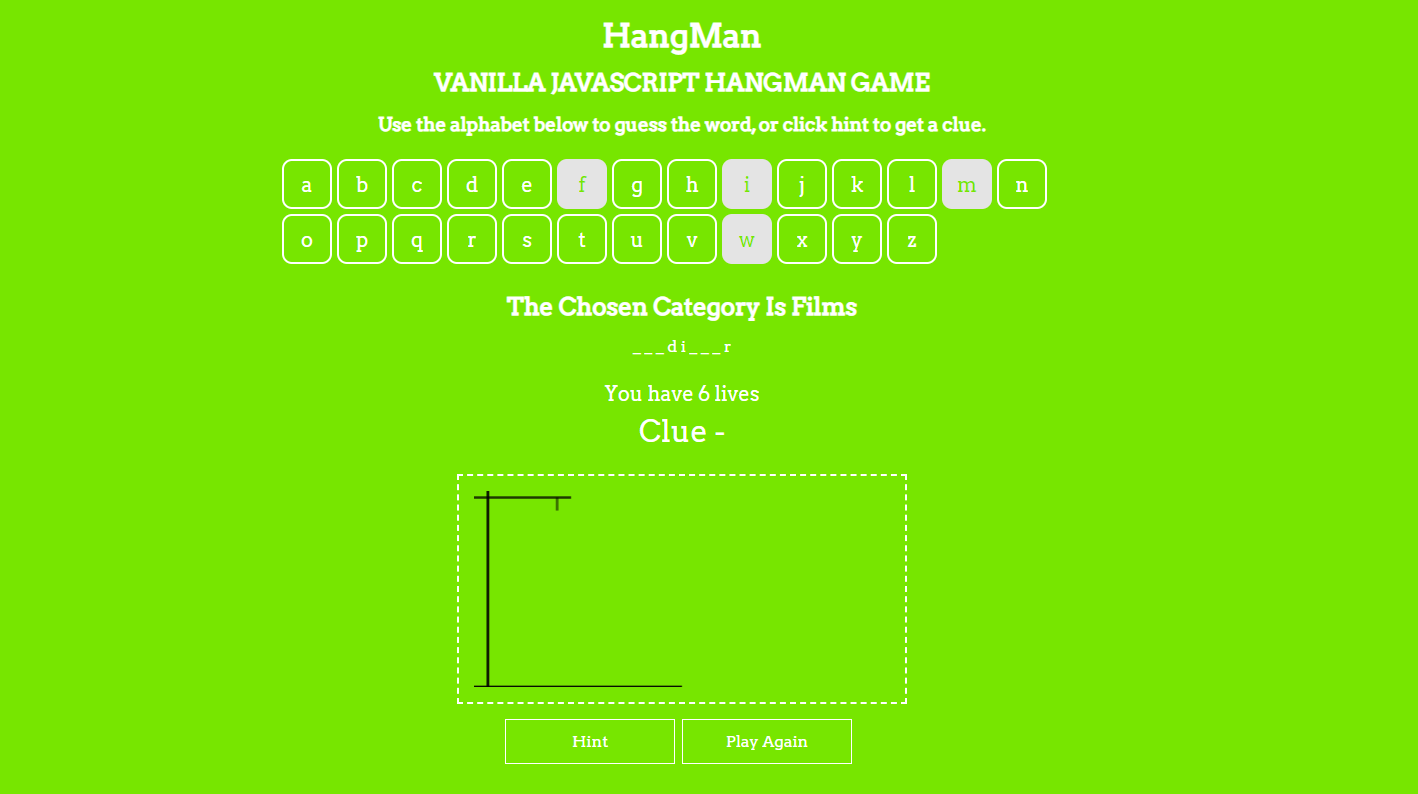 HangMan
VANILLA JAVASCRIPT HANGMAN GAME
Use the alphabet below to guess the word, or click hint to get a clue.
a b c d e f g h i j k l m n
o p q r s t u v w x y z
The Chosen Category Is Films
_ _ _ d i _ _ _ r
You have 6 lives
Clue -
Hint Play Again